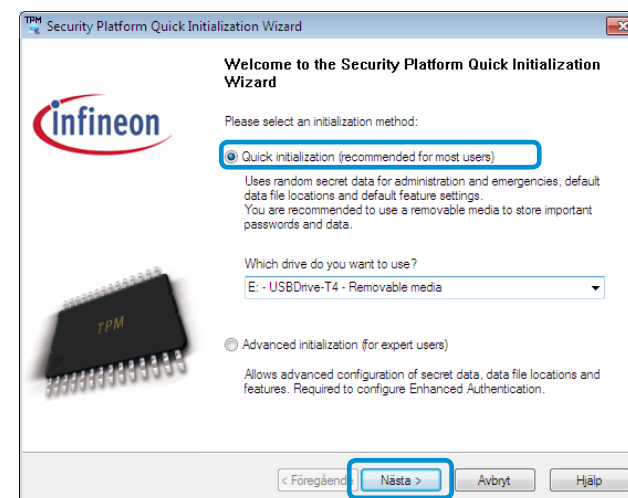 TPM
Security Platform Quick Initialization Wizard
Welcome to the Security Platform Quick Initialization
Wizard
infineon
Please select an initialization method:
Quick initialization (recommended for most users)
Uses random secret data for administration and emergencies, default
data file locations and default feature settings.
You are recommended to use a removable media to store important
passwords and data.
Which drive do you want to use?
E: - USBDrive-T4 - Removable media
TPM
Advanced initialization (for expert users)
Allows advanced configuration of secret data, data file locations and
features. Required to configure Enhanced Authentication.
< Föregående Nästa > Avbryt Hjälp